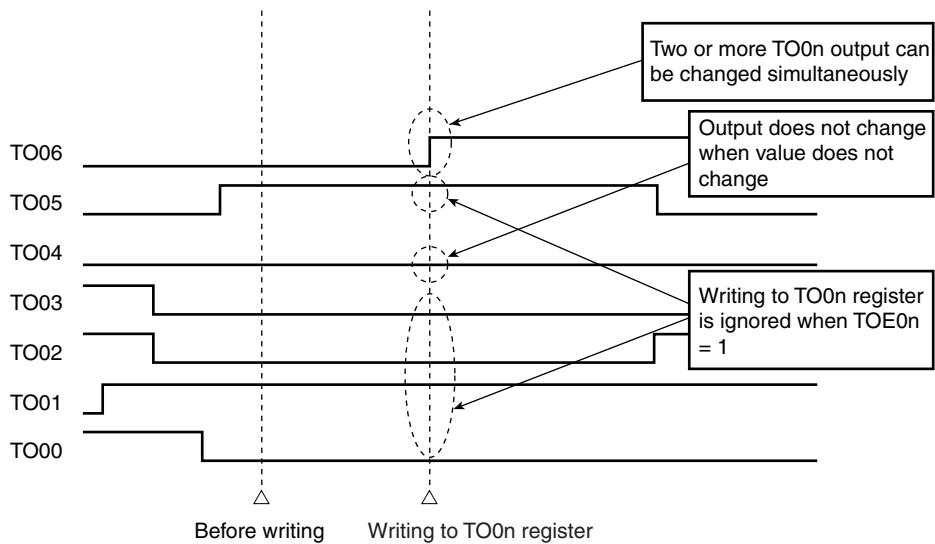 Two or more TO0n output can
be changed simultaneously
Output does not change
when value does not
change
TO06
TO05
TO04
TO03
TO02
TO01
TO00
Writing to TO0n register
is ignored when TOE0n
= 1
Before writing
Writing to TO0n register